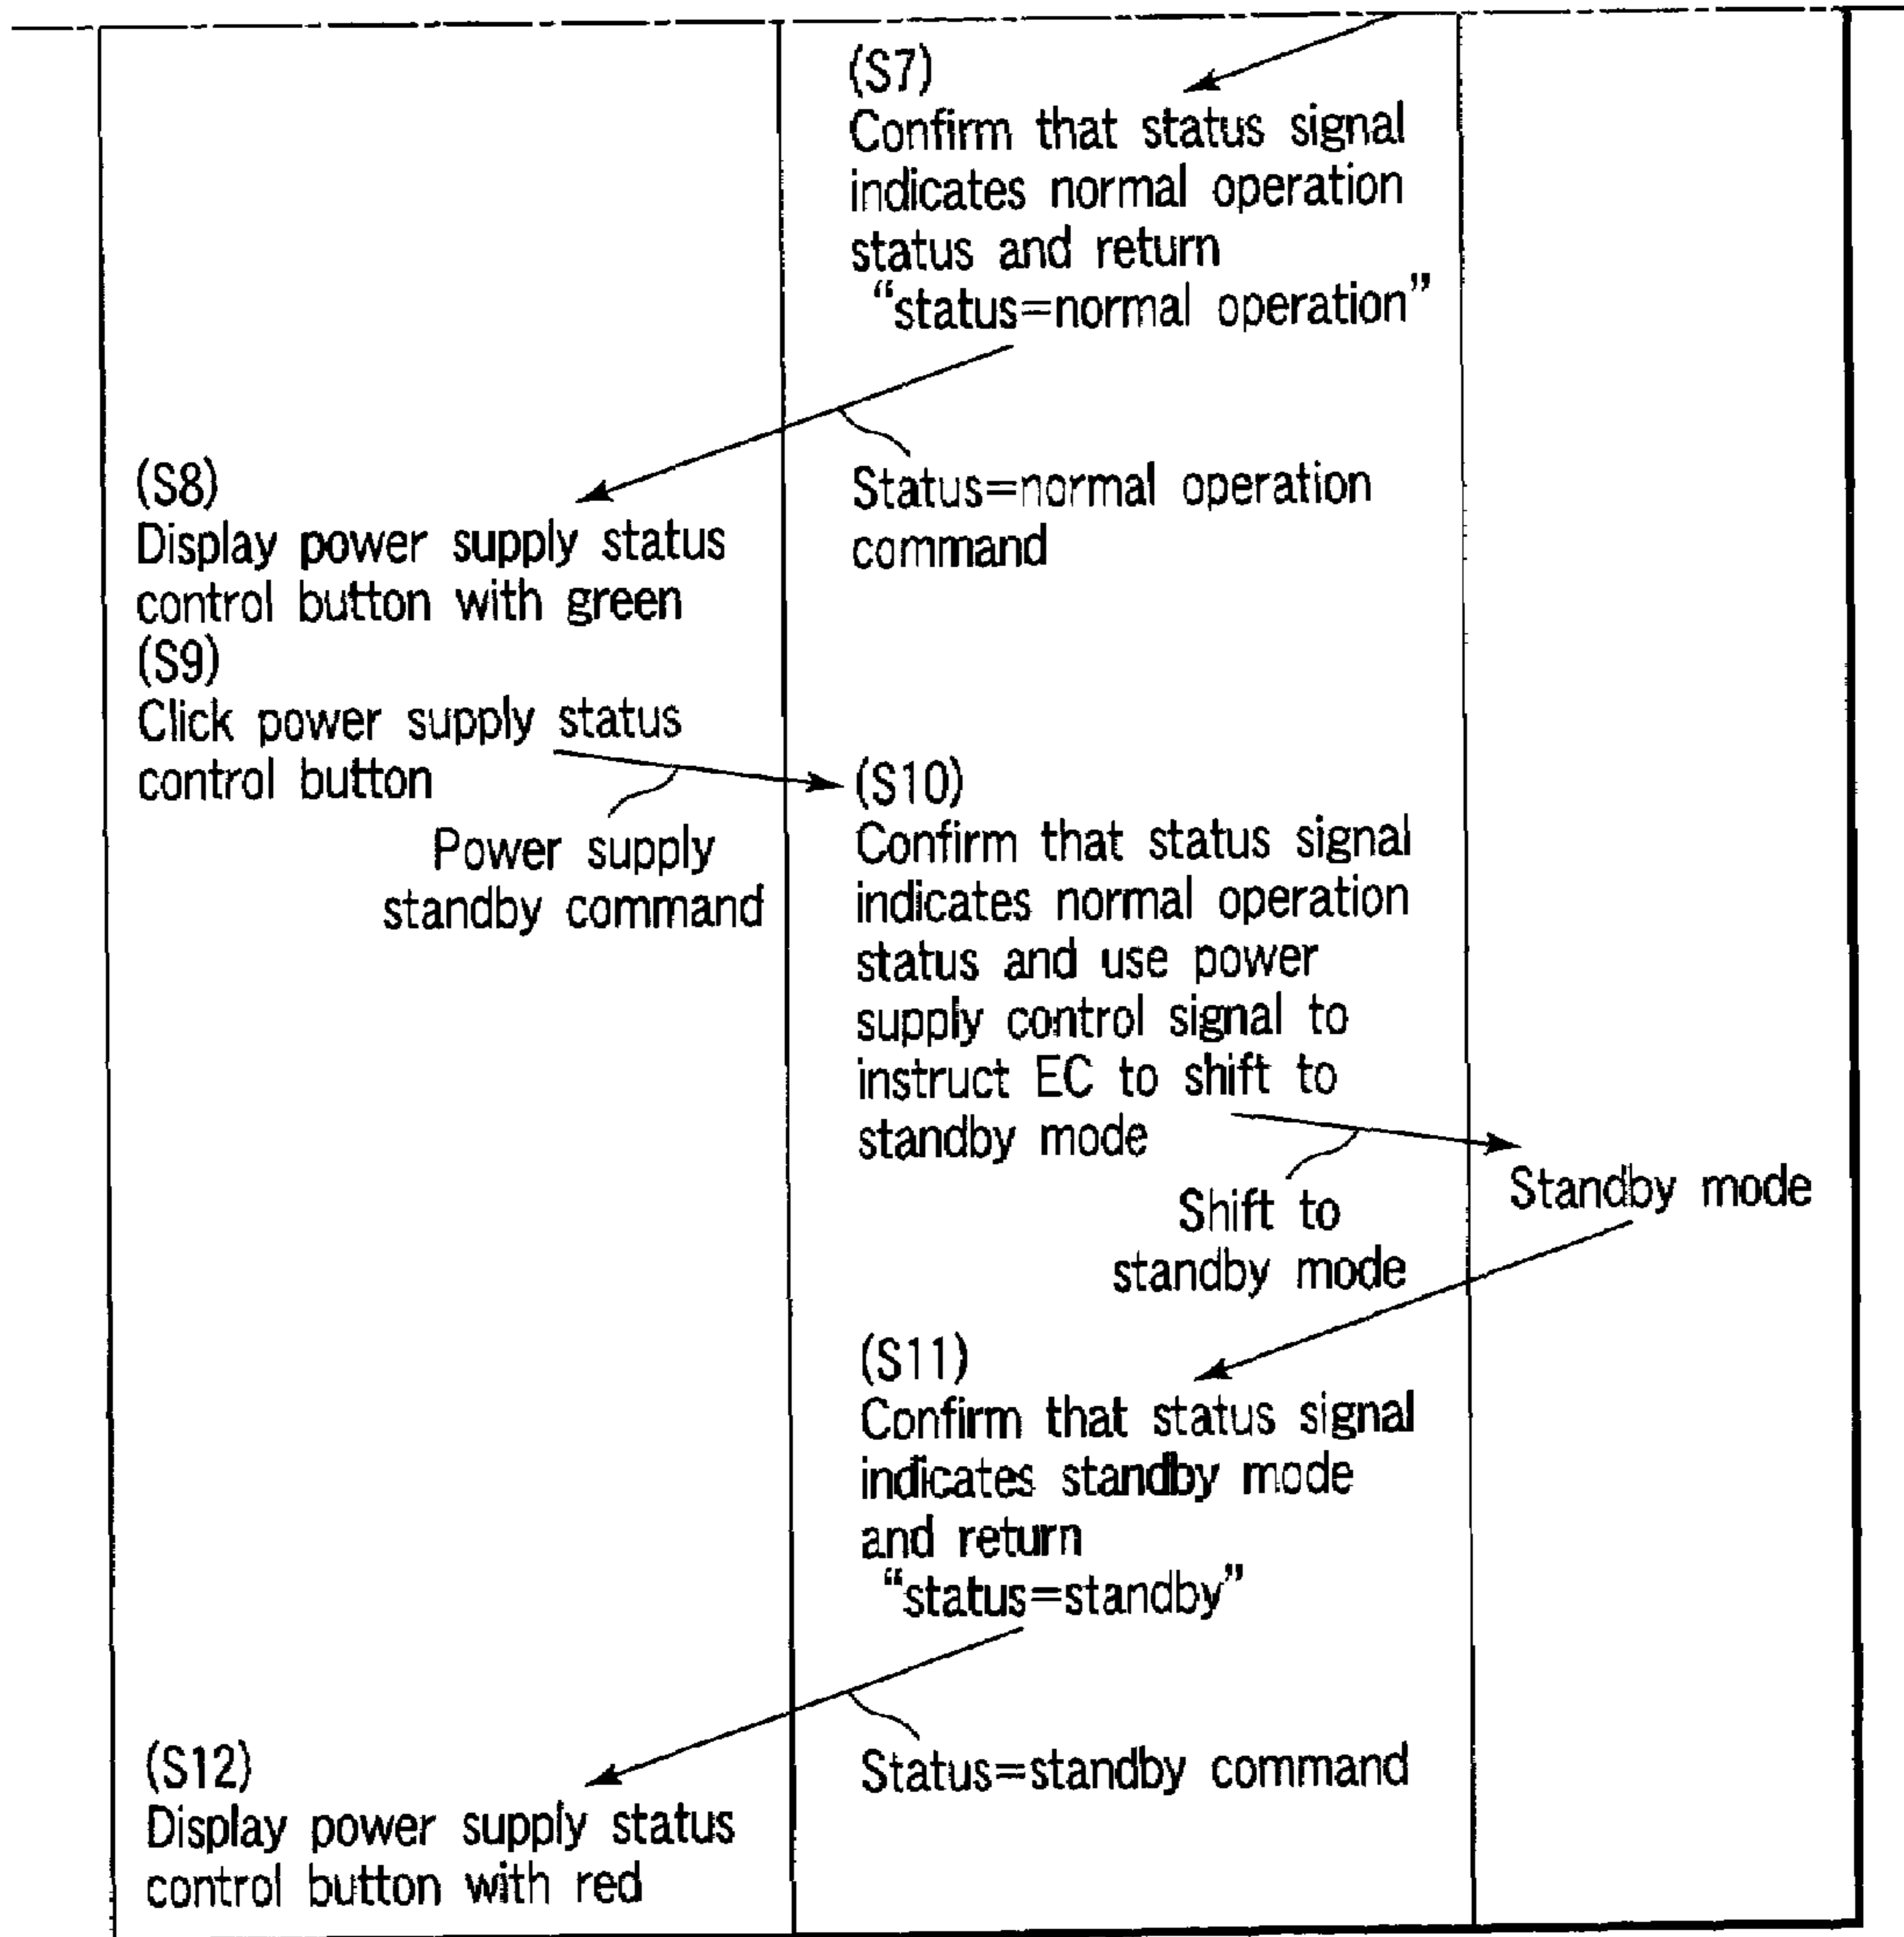 (S7)
Confirm that status signal
indicates normal operation
status and return
“status=normal operation”
Status=normal operation
command
(S8)
Display power supply status
control button with green
(S9)
Click power supply status
control button
Power supply
standby command
(S10)
Confirm that status signal
indicates normal operation
status and use power
supply control signal to
instruct EC to shift to
standby mode
Shift to
standby mode
Standby mode
(S11)
Confirm that status signal
indicates standby mode
and return
“status=standby”
Status=standby command
(S12)
Display power supply status
control button with red